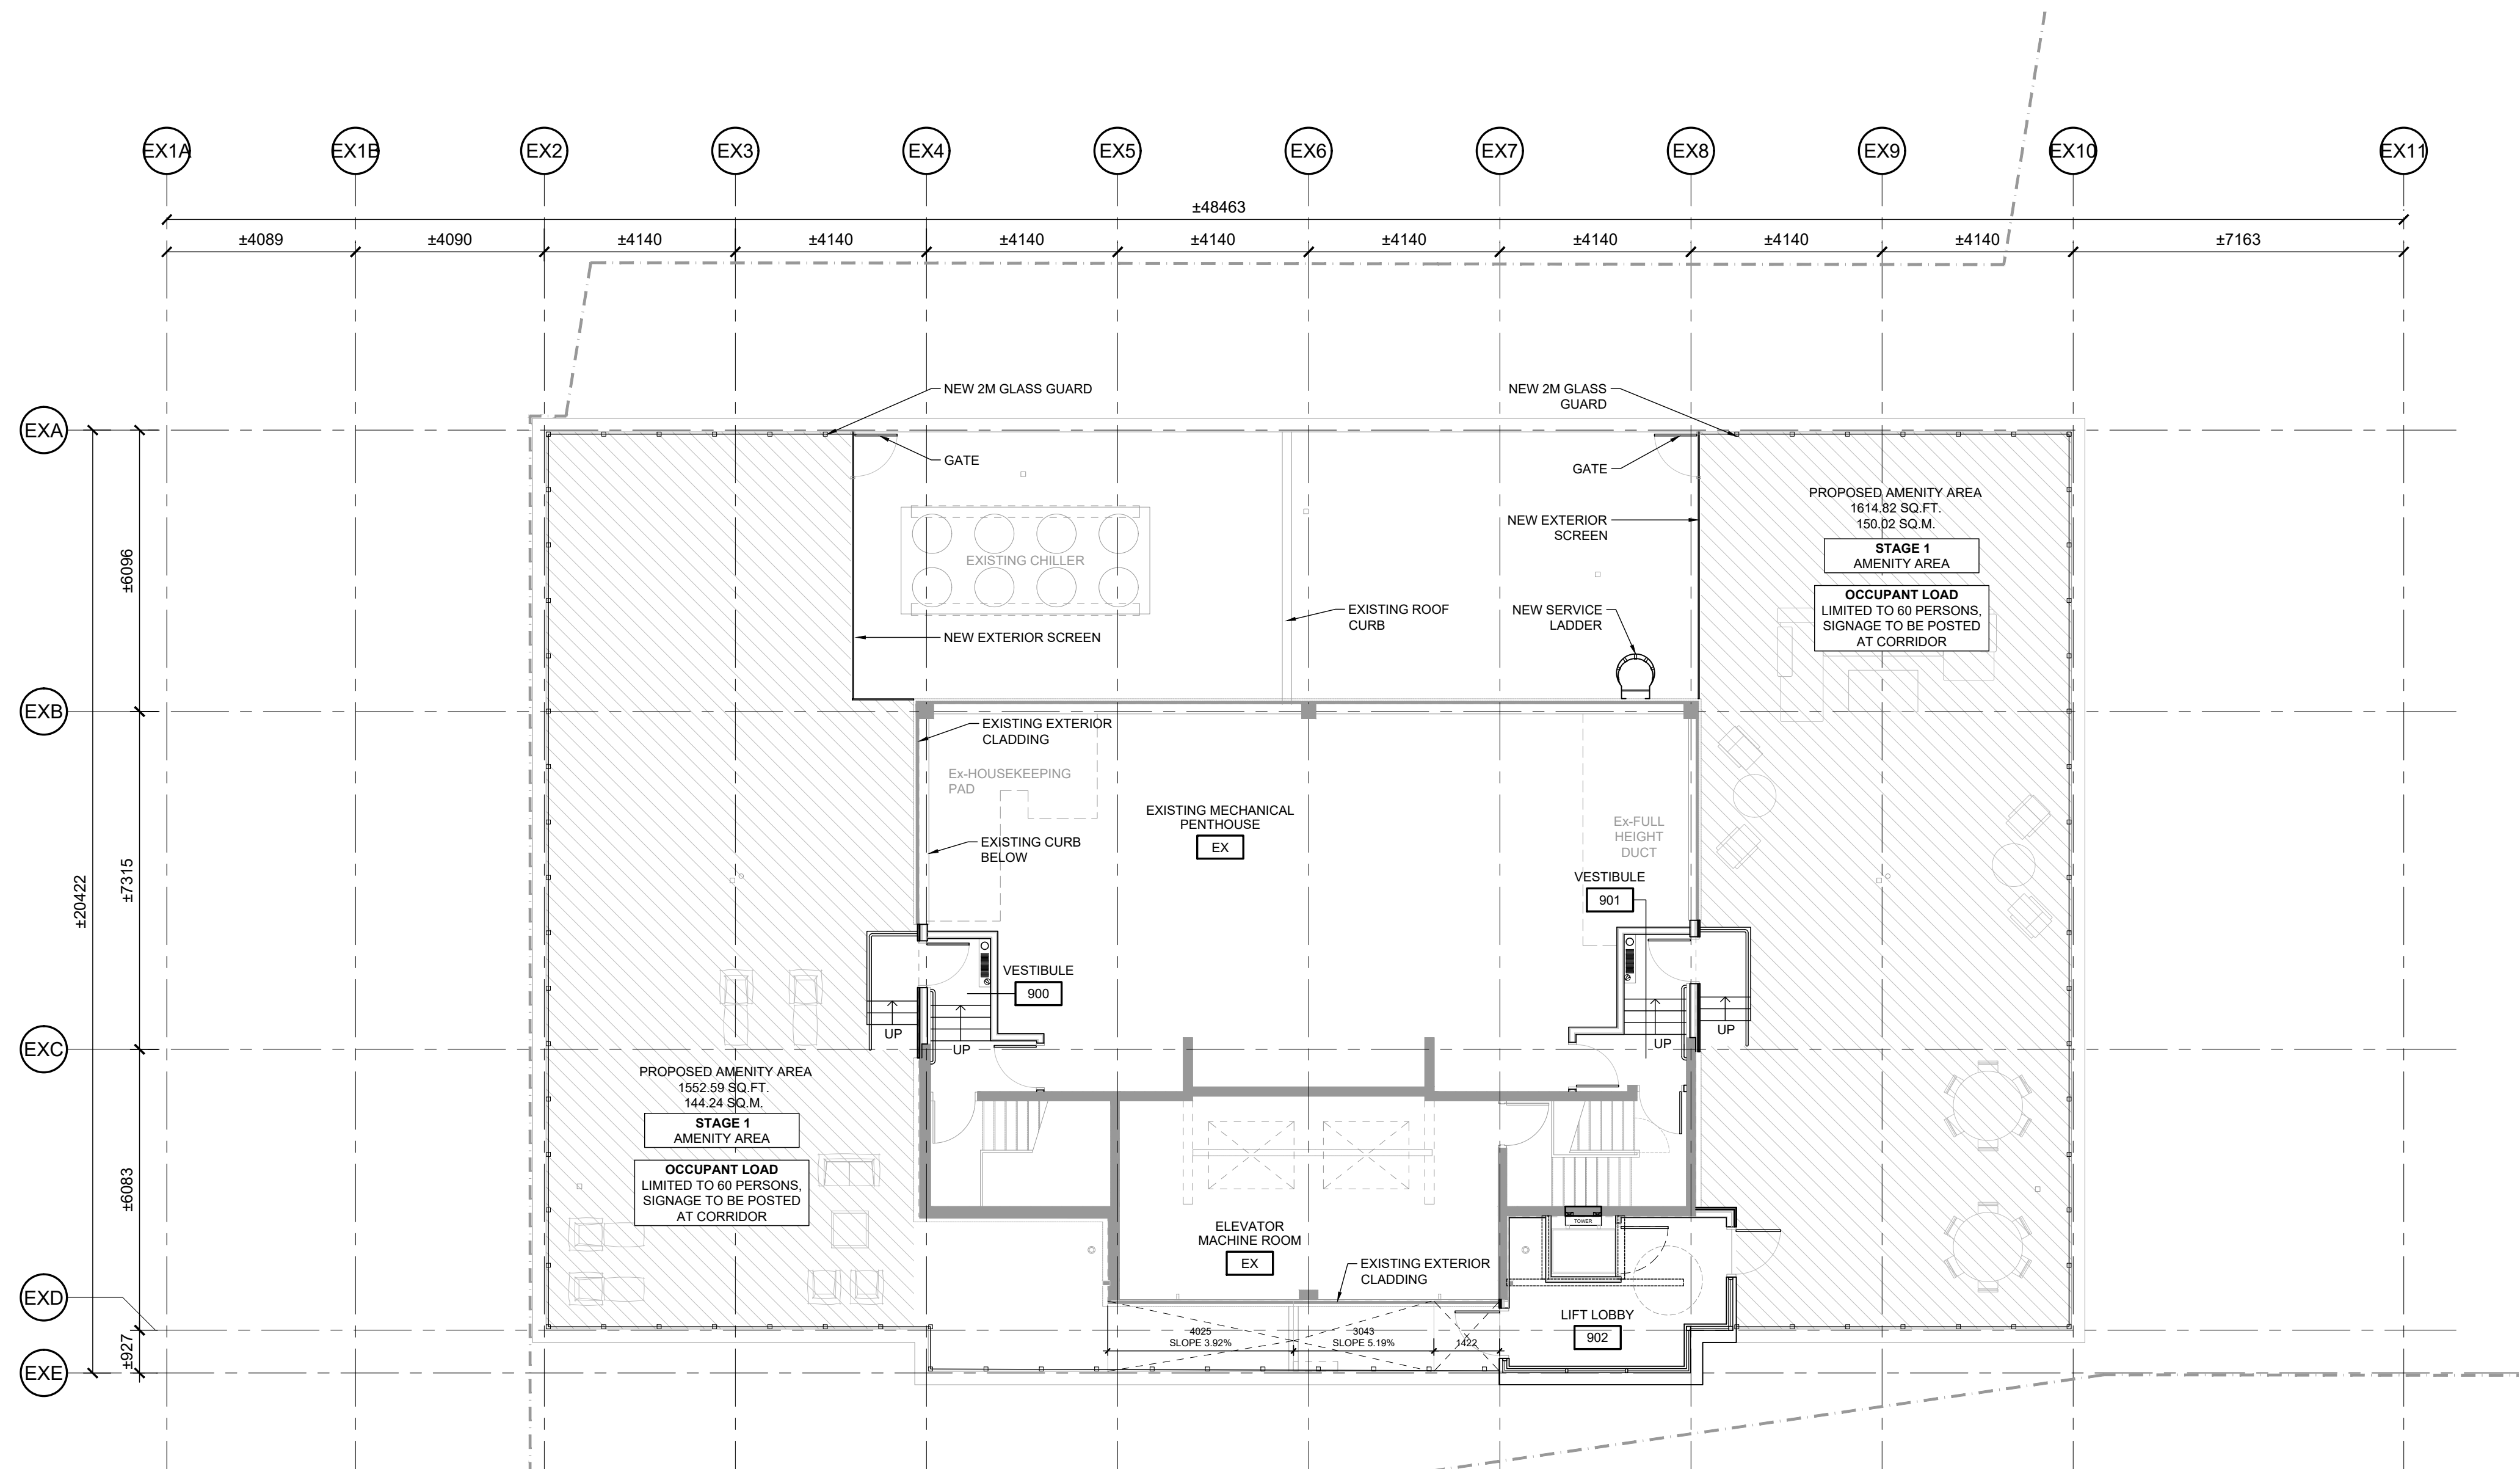 EX1A
EX1B
EX2
EX3
EX4
EX5
EX6
EX7
EX8
EX9
EX10
EX11
±48463
±4089
±4090
±4140
±4140
±4140
±4140
±4140
±4140
±4140
±4140
±7163
EXA
EXB
EXC
EXD
EXE
±20422
±6096
±7315
±6083
±927
NEW 2M GLASS GUARD
NEW 2M GLASS
GUARD
GATE
GATE
PROPOSED AMENITY AREA
1614.82 SQ.FT.
150.02 SQ.M.
STAGE 1
AMENITY AREA
OCCUPANT LOAD
LIMITED TO 60 PERSONS,
SIGNAGE TO BE POSTED
AT CORRIDOR
NEW EXTERIOR
SCREEN
EXISTING CHILLER
EXISTING ROOF
CURB
NEW SERVICE
LADDER
NEW EXTERIOR SCREEN
EXISTING EXTERIOR
CLADDING
Ex-HOUSEKEEPING
PAD
EXISTING MECHANICAL
PENTHOUSE
EX
Ex-FULL
HEIGHT
DUCT
EXISTING CURB
BELOW
VESTIBULE
901
VESTIBULE
900
UP
UP
UP
UP
PROPOSED AMENITY AREA
1552.59 SQ.FT.
144.24 SQ.M.
STAGE 1
AMENITY AREA
OCCUPANT LOAD
LIMITED TO 60 PERSONS,
SIGNAGE TO BE POSTED
AT CORRIDOR
ELEVATOR
MACHINE ROOM
EX
EXISTING EXTERIOR
CLADDING
TOWER
LIFT LOBBY
902
4025
SLOPE 3.92%
3043
SLOPE 5.19%
1422